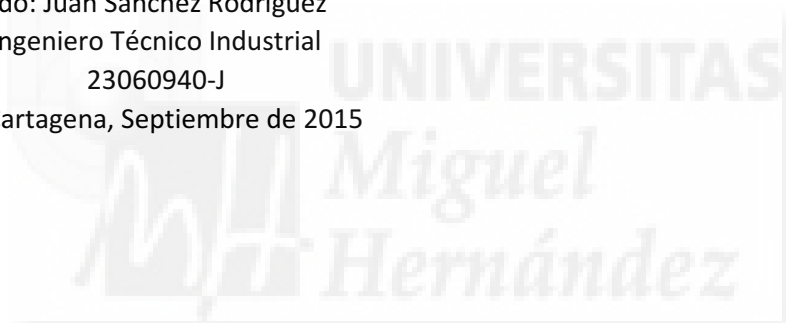 do: Juan Sánchez Rodríguez
ngeniero Técnico Industrial
23060940-J
artagena, Septiembre de 2015
UNIVERSITAS
Miguel
Hernández